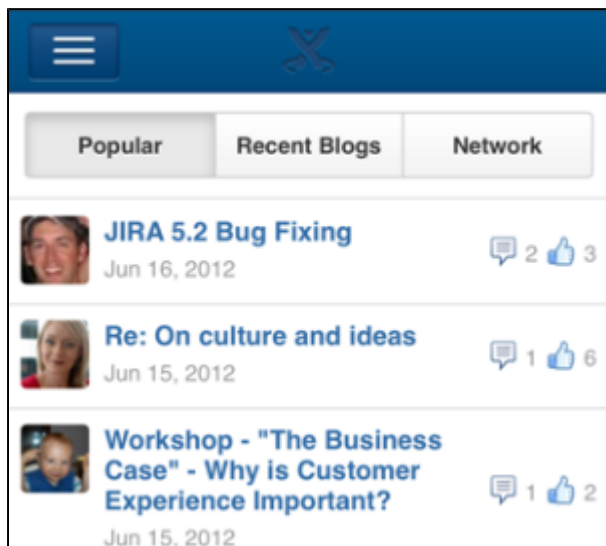 Popular Recent Blogs Network
JIRA 5.2 Bug Fixing
Jun 16, 2012
2 3
Re: On culture and ideas
Jun 15, 2012
1 6
Workshop - "The Business
Case" - Why is Customer
Experience Important?
1 2
Jun 15, 2012